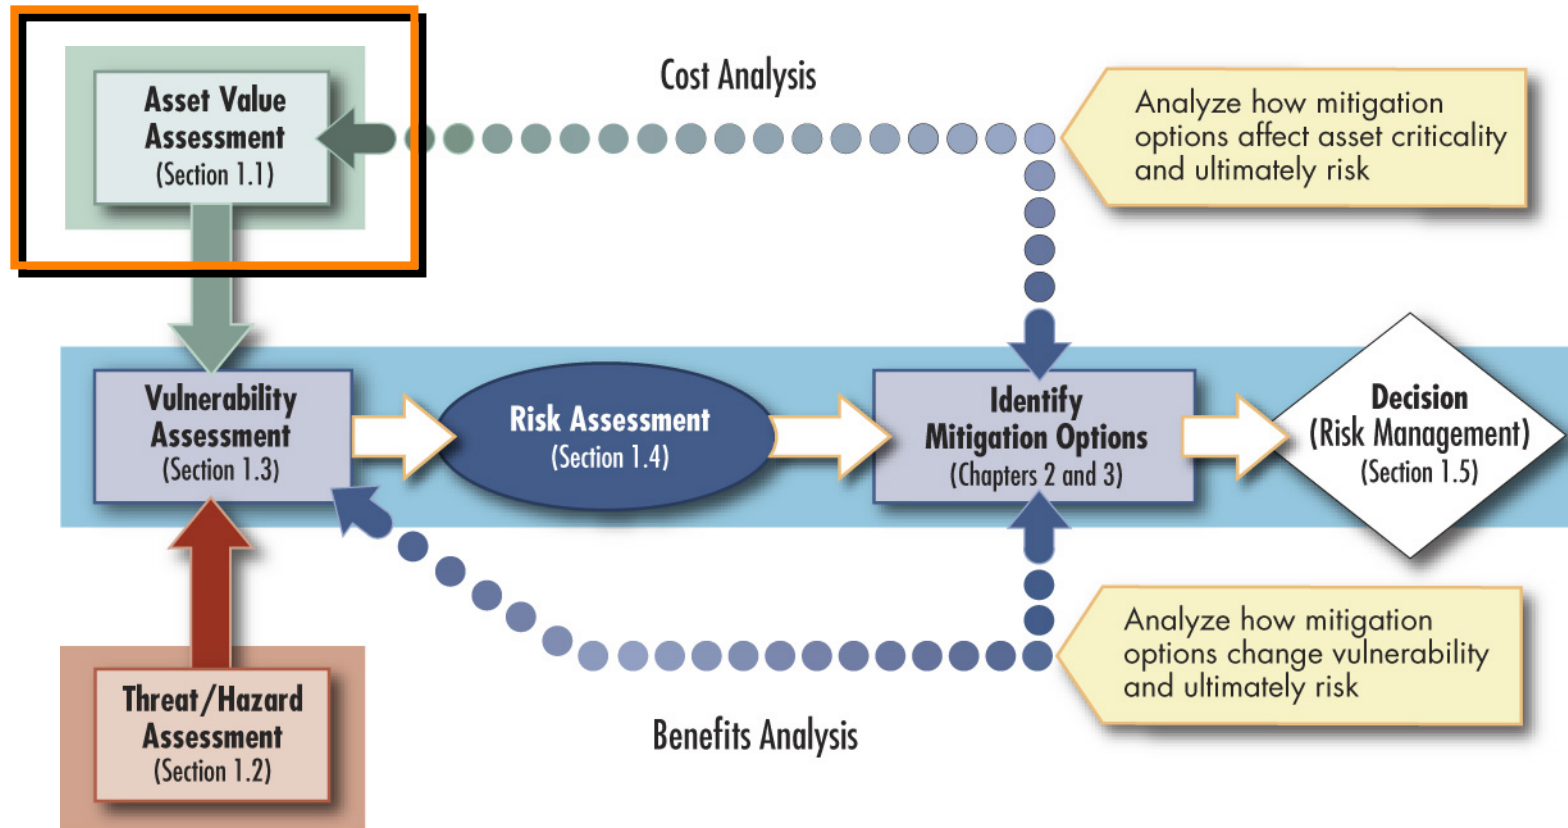 Asset Value
Assessment
(Section 1.1)
Cost Analysis
Analyze how mitigation
options affect asset criticality
and ultimately risk
Vulnerability
Assessment
(Section 1.3)
Risk Assessment
(Section 1.4)
Identify
Mitigation Options
(Chapters 2 and 3)
Decision
(Risk Management)
(Section 1.5)
Threat/Hazard
Assessment
(Section 1.2)
Benefits Analysis
Analyze how mitigation
options change vulnerability
and ultimately risk